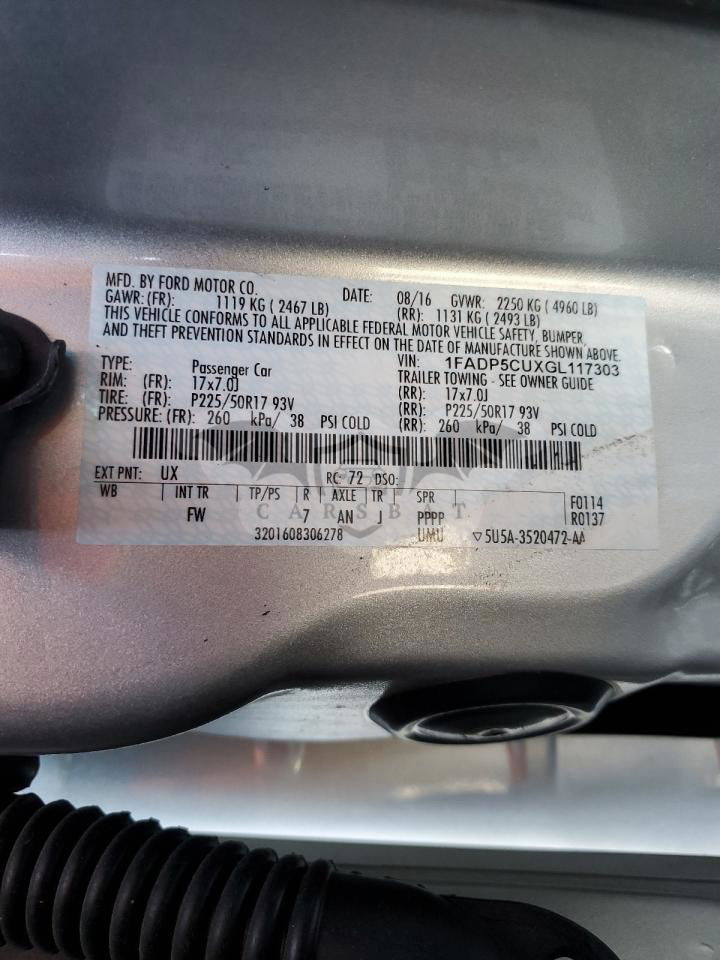 MFD. BY FORD MOTOR CO. DATE: 08/16 GVWR: 2250 KG ( 4960 LB)
GAWR: (FR): 1119 KG ( 2467 LB) (RR): 1131 KG ( 2493 LB)
THIS VEHICLE CONFORMS TO ALL APPLICABLE FEDERAL MOTOR VEHICLE SAFETY, BUMPER,
AND THEFT PREVENTION STANDARDS IN EFFECT ON THE DATE OF MANUFACTURE SHOWN ABOVE.
VIN: 1FADP5CUXGL117303
TYPE: Passenger Car TRAILER TOWING - SEE OWNER GUIDE
RIM: (FR): 17x7.0J (RR): 17x7.0J
TIRE: (FR): P225/50R17 93V (RR): P225/50R17 93V
PRESSURE: (FR): 260 kPa/ 38 PSI COLD (RR): 260 kPa/ 38 PSI COLD
EXT PNT: UX RC: 72 DSO:
WB INT TR TP/PS R AXLE TR SPR F0114
FW 7 AN J PPPP R0137
3201608306278 UMU ▽5U5A-3520472-AA
CARSBAT